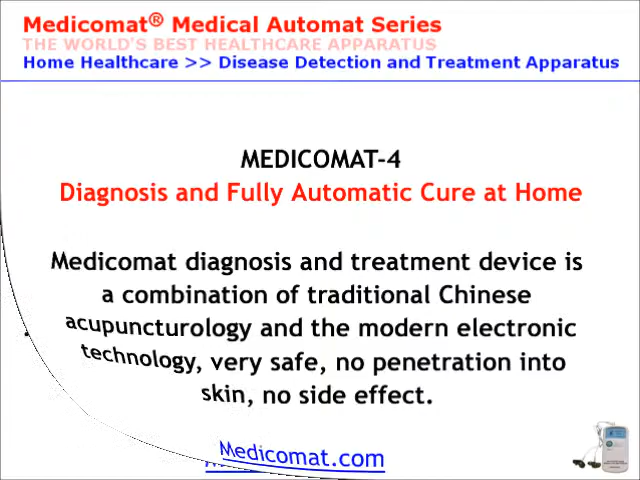 Medicomat® Medical Automat Series
THE WORLD'S BEST HEALTHCARE APPARATUS
Home Healthcare >> Disease Detection and Treatment Apparatus
MEDICOMAT-4
Diagnosis and Fully Automatic Cure at Home
Medicomat diagnosis and treatment device is
a combination of traditional Chinese
acupuncturology and the modern electronic
technology, very safe, no penetration into
skin, no side effect.
Medicomat.com